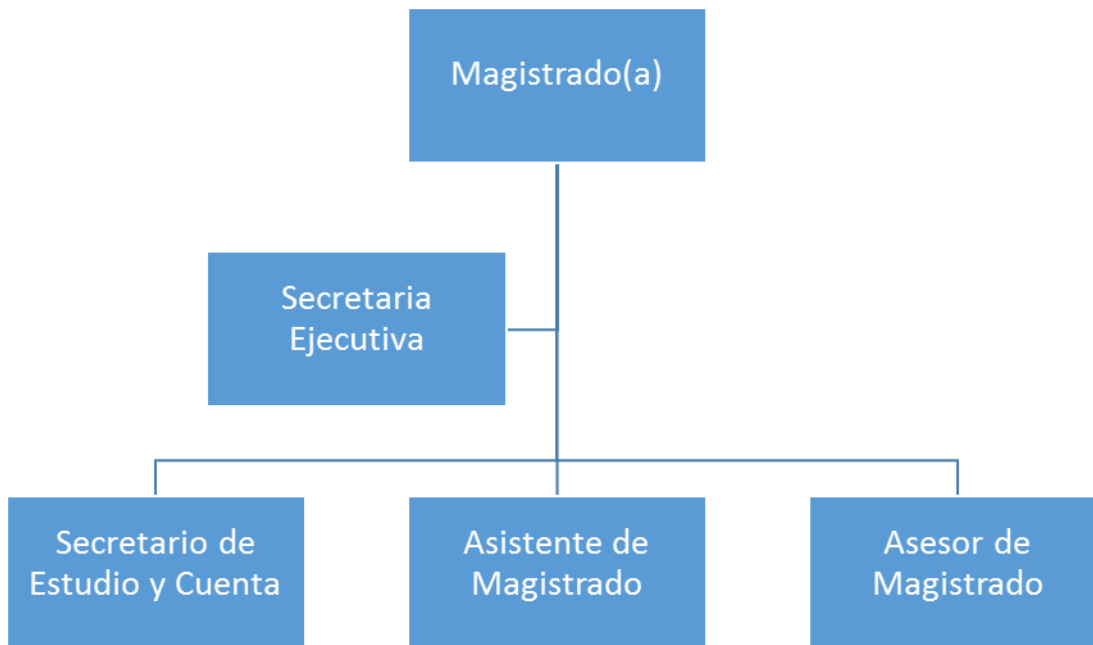 Magistrado(a)
Secretaria
Ejecutiva
Secretario de
Estudio y Cuenta
Asistente de
Magistrado
Asesor de
Magistrado